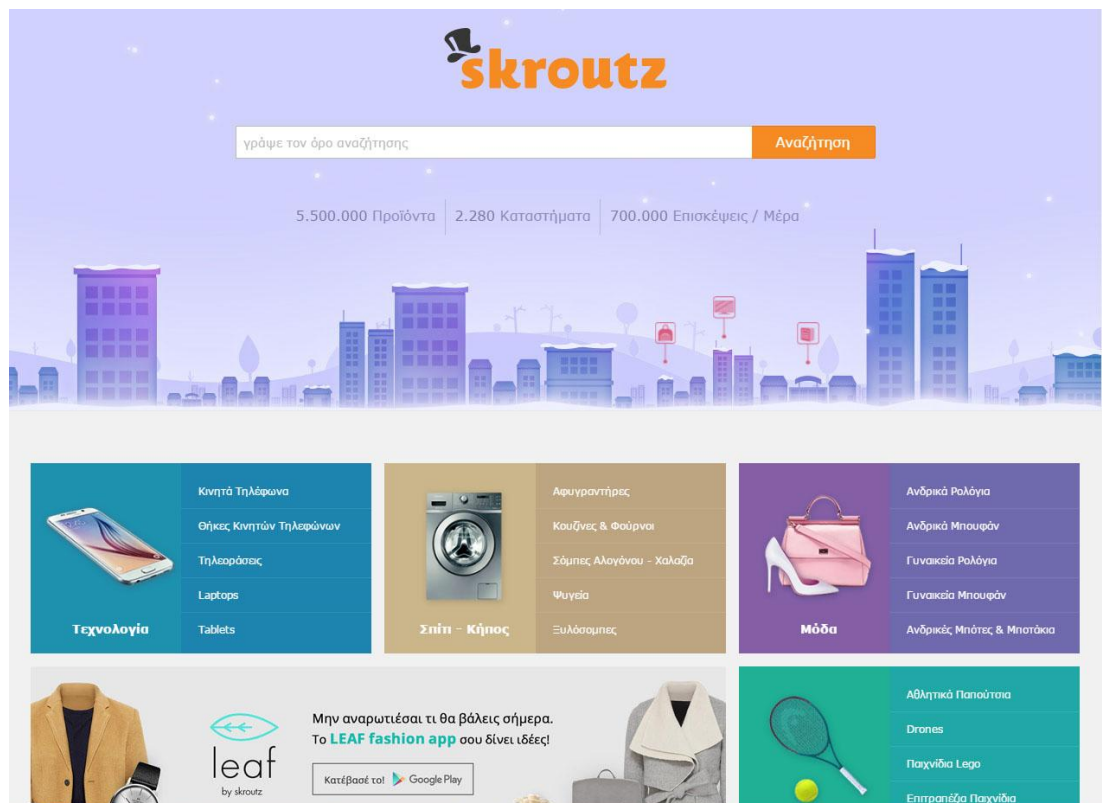 skroutz
γράψε τον όρο αναζήτησης
Αναζήτηση
5.500.000 Προϊόντα
2.280 Καταστήματα
700.000 Επισκέψεις / Μέρα
Τεχνολογία
Κινητά Τηλέφωνα
Θήκες Κινητών Τηλεφώνων
Τηλεοράσεις
Laptops
Tablets
Σπίτι - Κήπος
Αφυγραντήρες
Κουζίνες & Φούρνοι
Σόμπες Αλογόνου - Χαλαζία
Ψυγεία
Ξυλόσομπες
Μόδα
Ανδρικά Ρολόγια
Ανδρικά Μπουφάν
Γυναικεία Ρολόγια
Γυναικεία Μπουφάν
Ανδρικές Μπότες & Μποτάκια
leaf
by skroutz
Μην αναρωτιέσαι τι θα βάλεις σήμερα.
Το LEAF fashion app σου δίνει ιδέες!
Κατέβασέ το! Google Play
Αθλητικά Παπούτσια
Drones
Παιχνίδια Lego
Επιτραπέζια Παιχνίδια